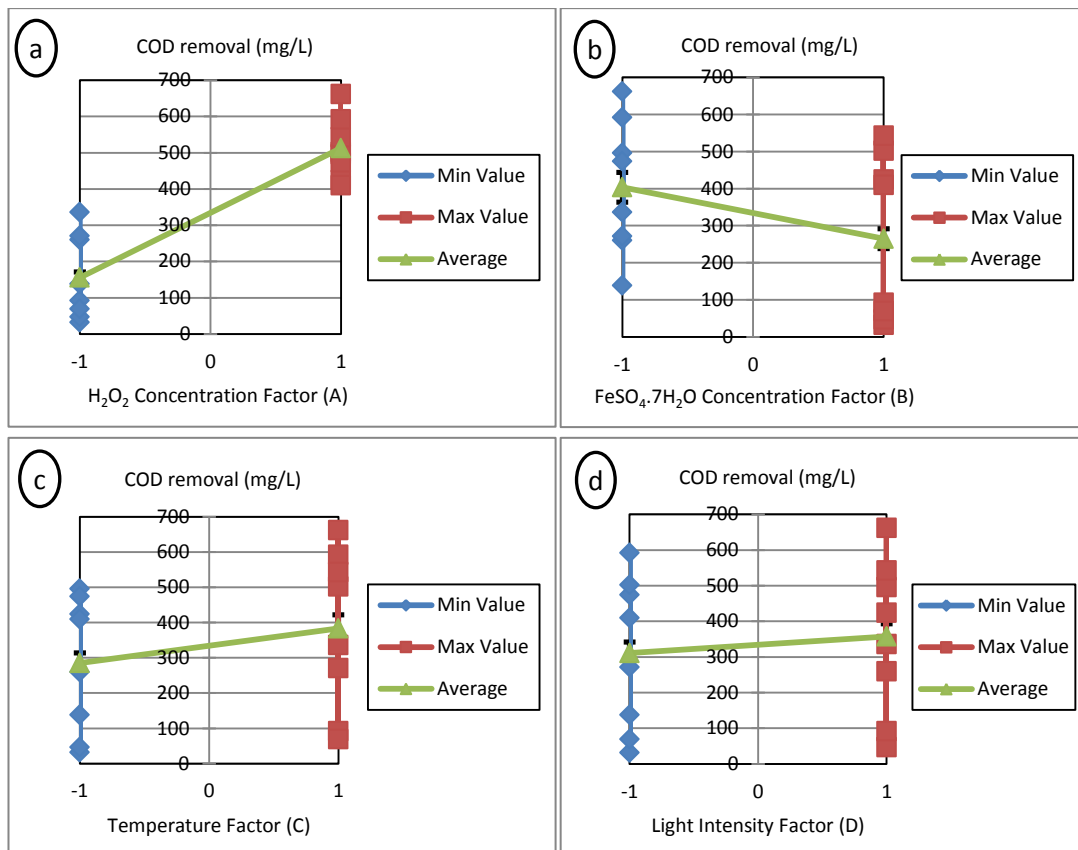 a
COD removal (mg/L)
700
600
500
400
300
200
100
0
-1 0 1
H₂O₂ Concentration Factor (A)
Min Value
Max Value
Average
b
COD removal (mg/L)
700
600
500
400
300
200
100
0
-1 0 1
FeSO₄.7H₂O Concentration Factor (B)
Min Value
Max Value
Average
c
COD removal (mg/L)
700
600
500
400
300
200
100
0
-1 0 1
Temperature Factor (C)
Min Value
Max Value
Average
d
COD removal (mg/L)
700
600
500
400
300
200
100
0
-1 0 1
Light Intensity Factor (D)
Min Value
Max Value
Average